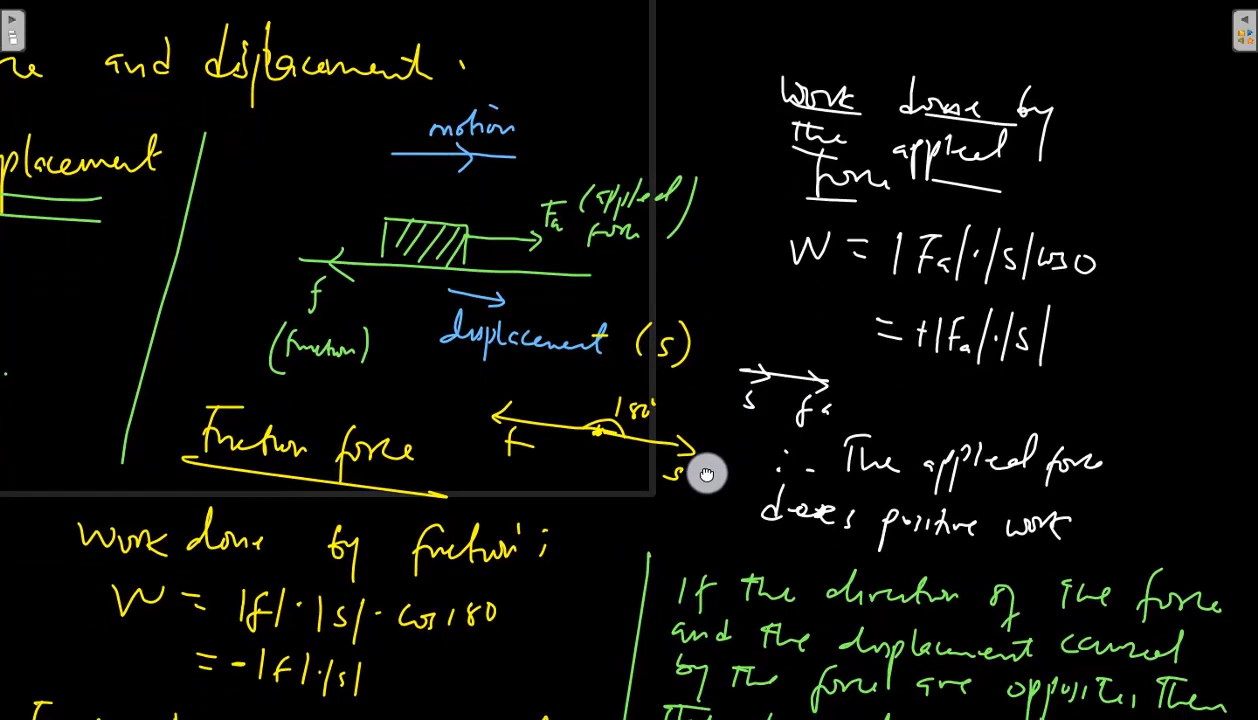 re and displacement.
placement
motion
Fa (applied
force)
f
(friction)
displacement (s)
Friction force
f 180° s
Work done by friction:
W = |f|·|s|·cos180
= -|f|·|s|
Work done by
the applied
force
W = |Fa|·|s|cos0
= +|Fa|·|s|
s fa
∴ The applied force
does positive work
If the direction of the force
and the displacement caused
by the force are opposite, then